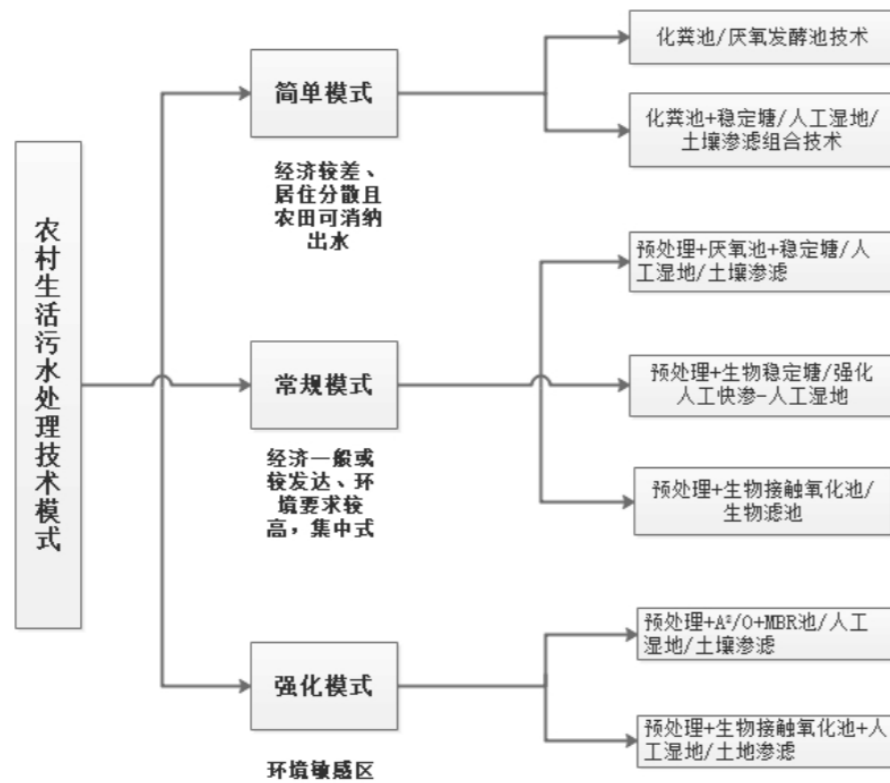 农村生活污水处理技术模式
简单模式
经济较差、
居住分散且
农田可消纳
出水
化粪池/厌氧发酵池技术
化粪池+稳定塘/人工湿地/
土壤渗滤组合技术
常规模式
经济一般或
较发达、环
境要求较
高，集中式
预处理+厌氧池+稳定塘/人
工湿地/土壤渗滤
预处理+生物稳定塘/强化
人工快渗-人工湿地
预处理+生物接触氧化池/
生物滤池
强化模式
环境敏感区
预处理+A²/O+MBR池/人工
湿地/土壤渗滤
预处理+生物接触氧化池+人
工湿地/土地渗滤